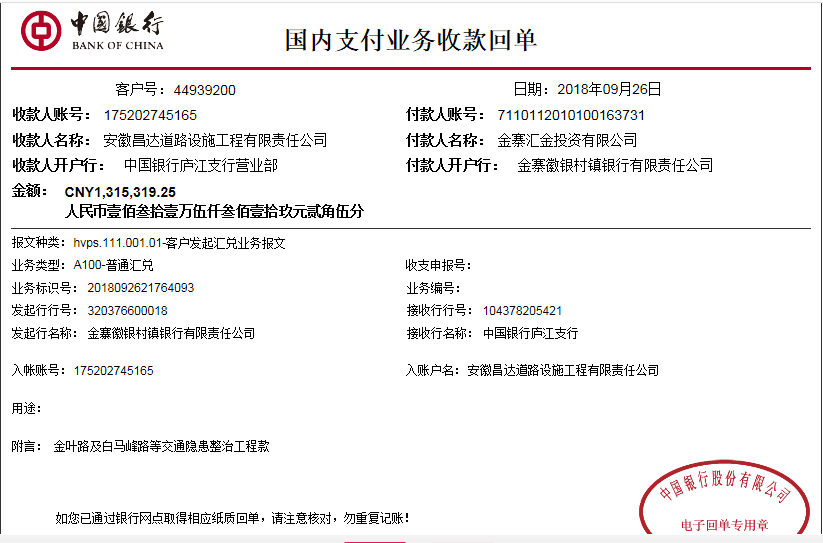 中国银行
BANK OF CHINA
国内支付业务收款回单
客户号：44939200 日期：2018年09月26日
收款人账号：175202745165 付款人账号：7110112010100163731
收款人名称：安徽昌达道路设施工程有限责任公司 付款人名称：金寨汇金投资有限公司
收款人开户行：中国银行庐江支行营业部 付款人开户行：金寨徽银村镇银行有限责任公司
金额：CNY1,315,319.25
人民币壹佰叁拾壹万伍仟叁佰壹拾玖元贰角伍分
报文种类：hvps.111.001.01-客户发起汇兑业务报文
业务类型：A100-普通汇兑 收支申报号：
业务标识号：2018092621764093 业务编号：
发起行行号：320376600018 接收行行号：104378205421
发起行名称：金寨徽银村镇银行有限责任公司 接收行名称：中国银行庐江支行
入帐账号：175202745165 入账户名：安徽昌达道路设施工程有限责任公司
用途：
附言：金叶路及白马峰路等交通隐患整治工程款
中国银行股份有限公司
电子回单专用章
如您已通过银行网点取得相应纸质回单，请注意核对，勿重复记账！